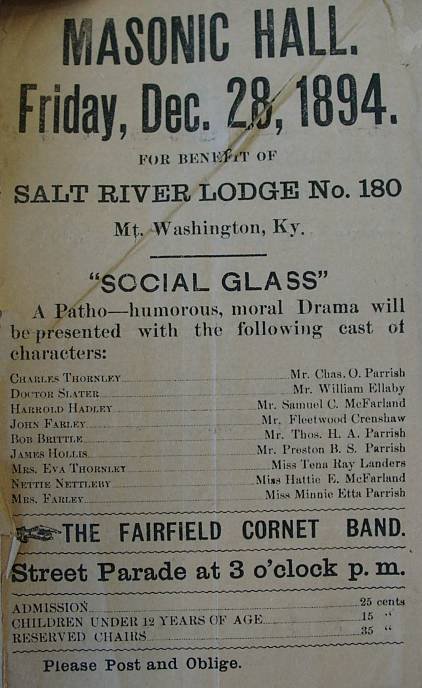 MASONIC HALL.
Friday, Dec. 28, 1894.
FOR BENEFIT OF
SALT RIVER LODGE No. 180
Mt. Washington, Ky.
"SOCIAL GLASS"
A Patho—humorous, moral Drama will
be presented with the following cast of
characters:
CHARLES THORNLEY Mr. Chas. O. Parrish
DOCTOR SLATER Mr. William Ellaby
HARROLD HADLEY Mr. Samuel C. McFarland
JOHN FARLEY Mr. Fleetwood Crenshaw
BOB BRITTLE Mr. Thos. H. A. Parrish
JAMES HOLLIS Mr. Preston B. S. Parrish
MRS. EVA THORNLEY Miss Tena Ray Landers
NETTIE NETTLEBY Miss Hattie E. McFarland
MRS. FARLEY Miss Minnie Etta Parrish
THE FAIRFIELD CORNET BAND.
Street Parade at 3 o'clock p. m.
ADMISSION 25 cents
CHILDREN UNDER 12 YEARS OF AGE 15 "
RESERVED CHAIRS 35 "
Please Post and Oblige.